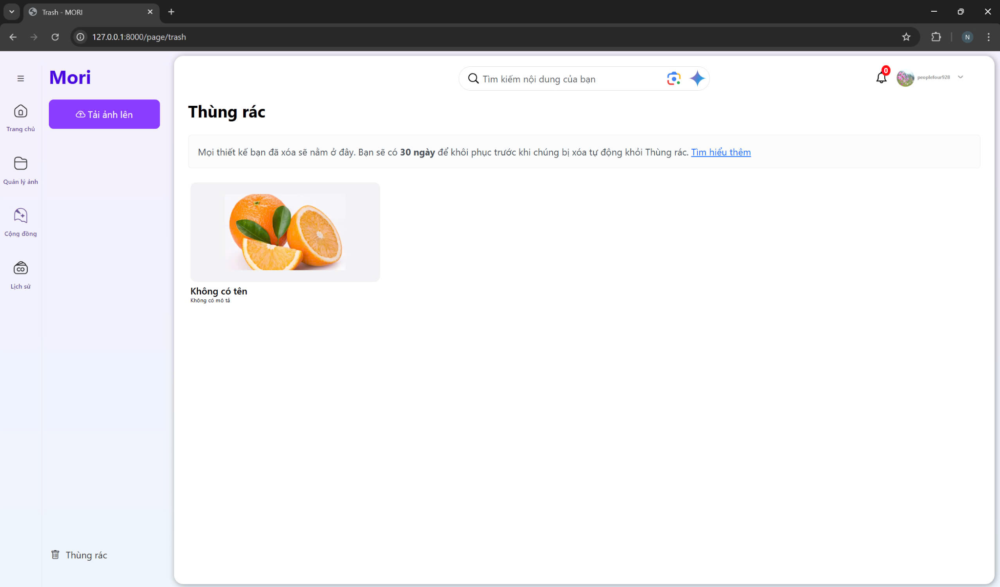 Trash - MORI
127.0.0.1:8000/page/trash
N
Mori
Tìm kiếm nội dung của bạn
0
peoplefour928
Tải ảnh lên
Trang chủ
Quản lý ảnh
Cộng đồng
CO
Lịch sử
Thùng rác
Mọi thiết kế bạn đã xóa sẽ nằm ở đây. Bạn sẽ có 30 ngày để khôi phục trước khi chúng bị xóa tự động khỏi Thùng rác. Tìm hiểu thêm
Không có tên
Không có mô tả
Thùng rác